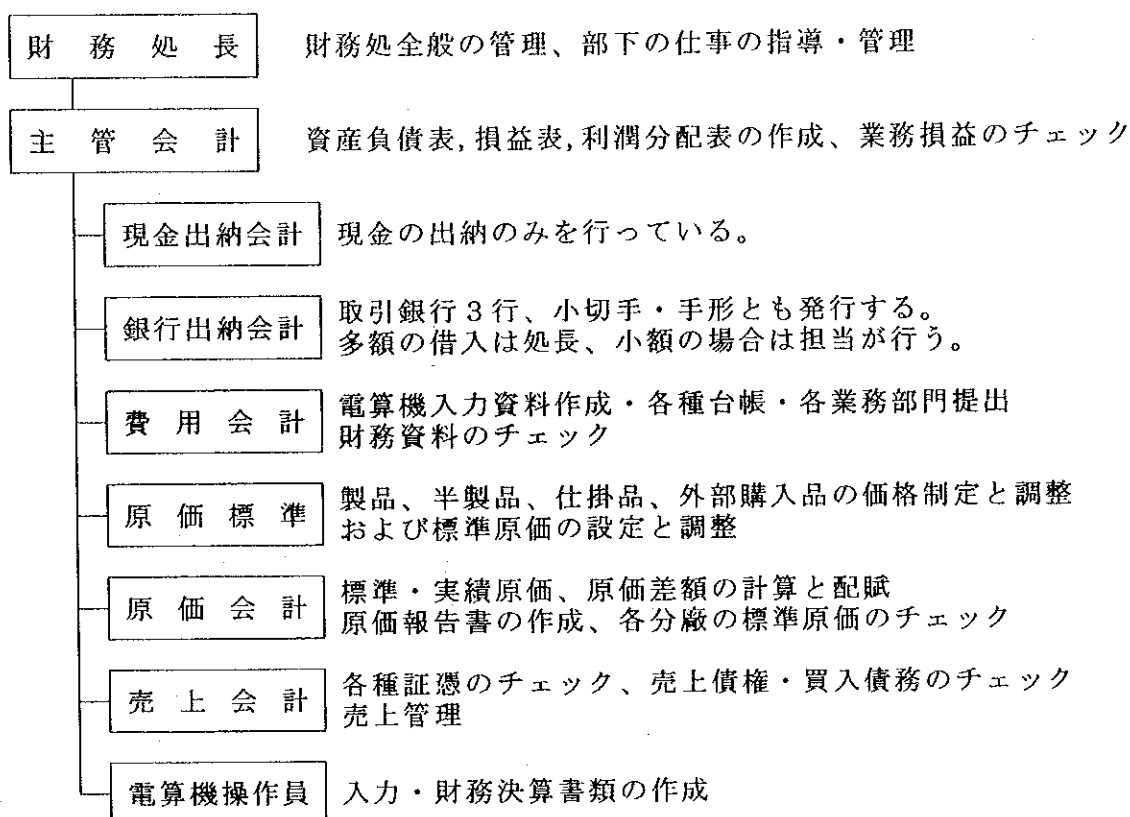 財務処長 財務処全般の管理、部下の仕事の指導・管理
主管会計 資産負債表,損益表,利潤分配表の作成、業務損益のチェック
現金出納会計 現金の出納のみを行っている。
銀行出納会計 取引銀行3行、小切手・手形とも発行する。
多額の借入は処長、小額の場合は担当が行う。
費用会計 電算機入力資料作成・各種台帳・各業務部門提出
財務資料のチェック
原価標準 製品、半製品、仕掛品、外部購入品の価格制定と調整
および標準原価の設定と調整
原価会計 標準・実績原価、原価差額の計算と配賦
原価報告書の作成、各分廠の標準原価のチェック
売上会計 各種証憑のチェック、売上債権・買入債務のチェック
売上管理
電算機操作員 入力・財務決算書類の作成